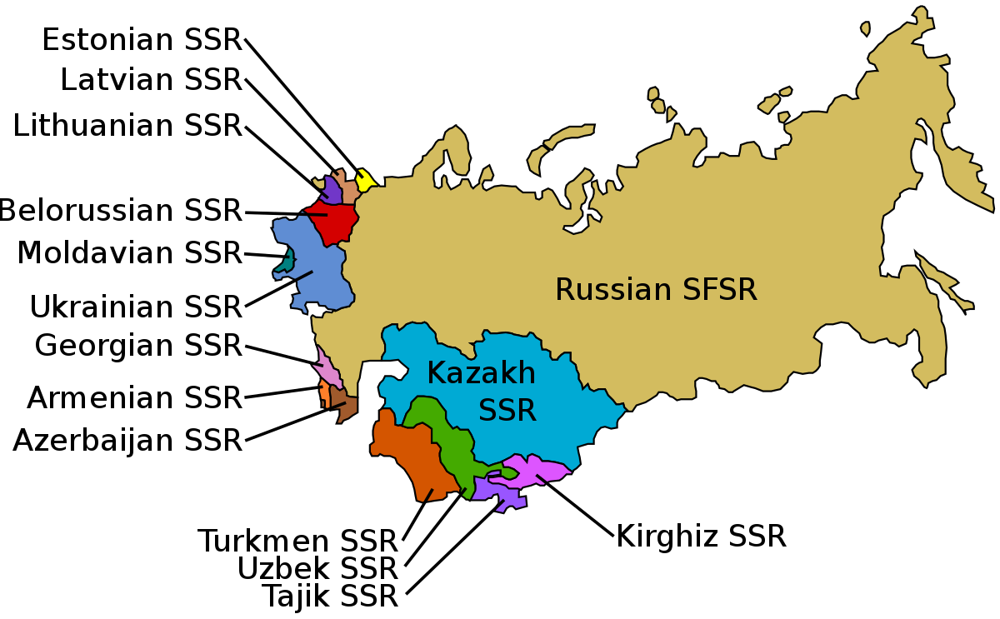 Estonian SSR
Latvian SSR
Lithuanian SSR
Belorussian SSR
Moldavian SSR
Ukrainian SSR
Georgian SSR
Armenian SSR
Azerbaijan SSR
Russian SFSR
Kazakh
SSR
Turkmen SSR
Uzbek SSR
Tajik SSR
Kirghiz SSR